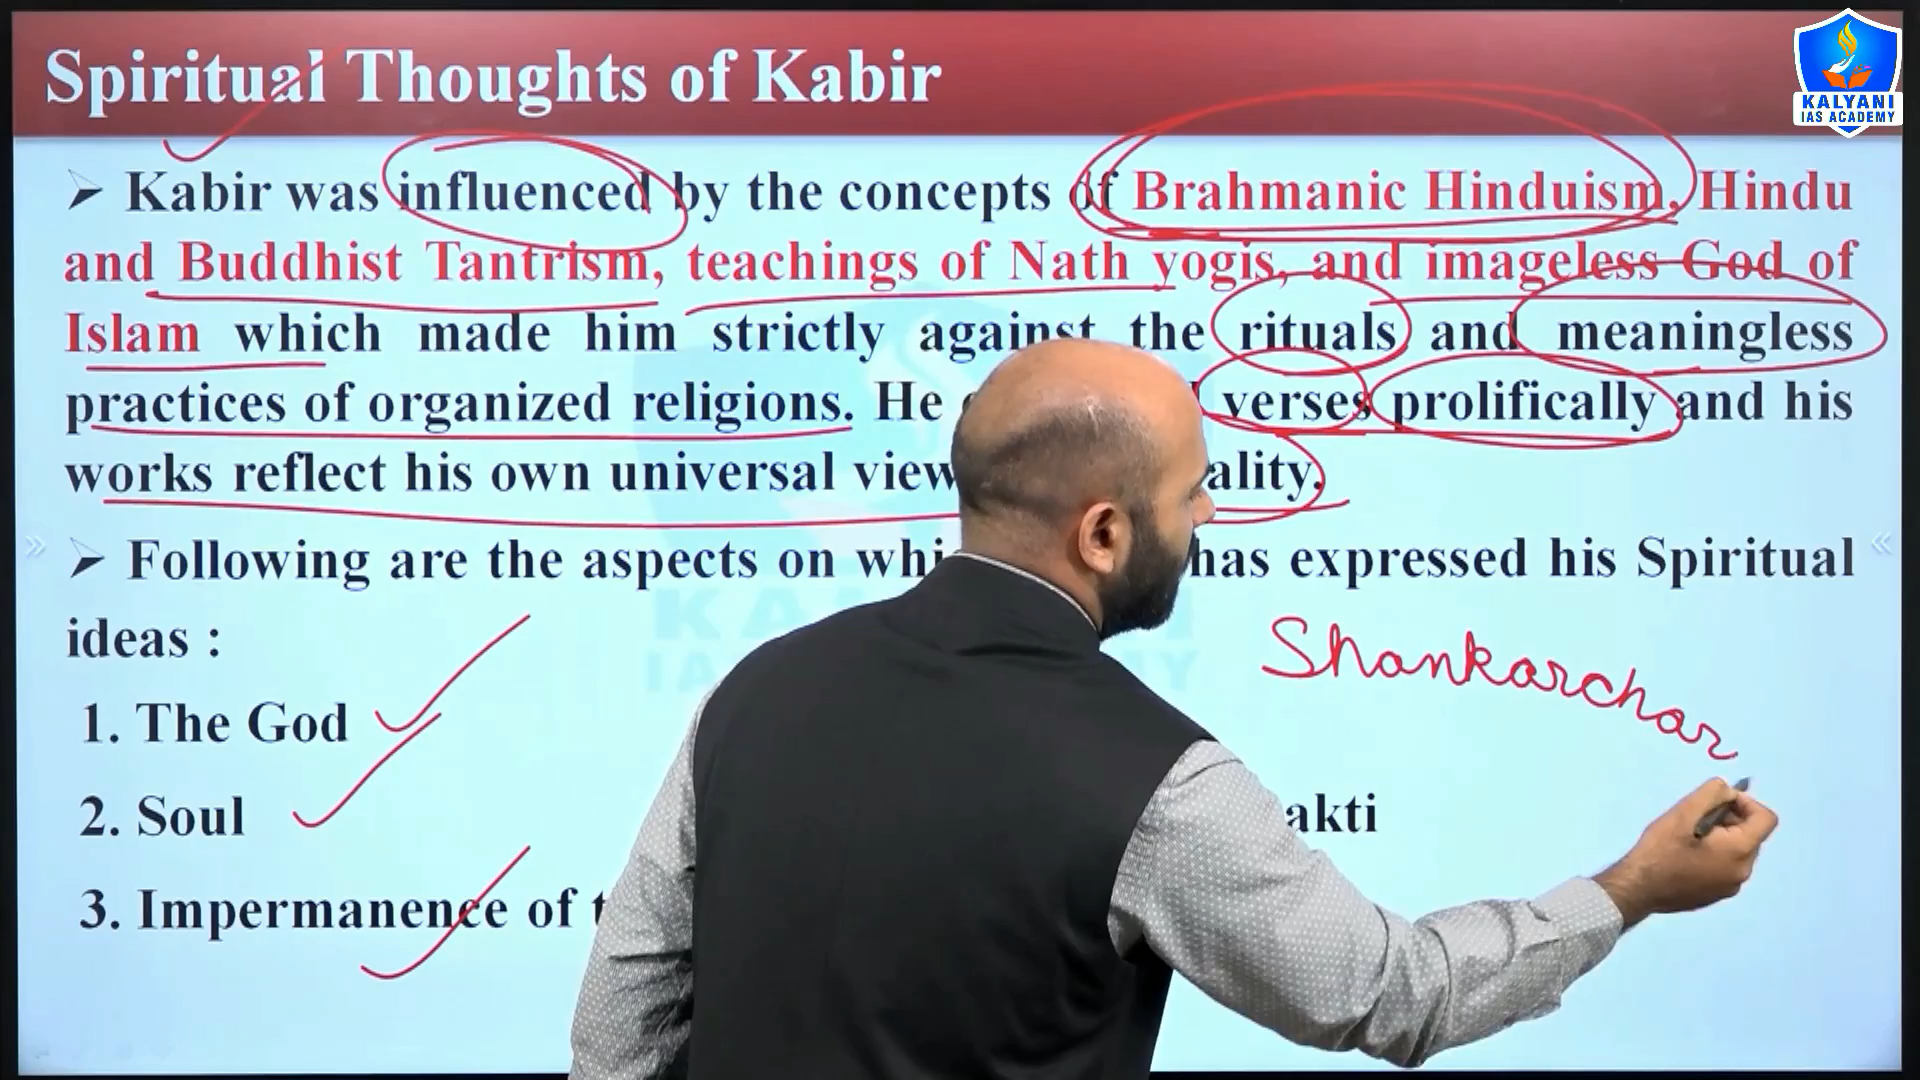 Spiritual Thoughts of Kabir
KALYANI
IAS ACADEMY
➢ Kabir was influenced by the concepts of Brahmanic Hinduism, Hindu
and Buddhist Tantrism, teachings of Nath yogis, and imageless God of
Islam which made him strictly against the rituals and meaningless
practices of organized religions. He verses prolifically and his
works reflect his own universal view ality.
➢ Following are the aspects on whi has expressed his Spiritual
ideas :
Shankarchar
1. The God
2. Soul akti
3. Impermanence of t